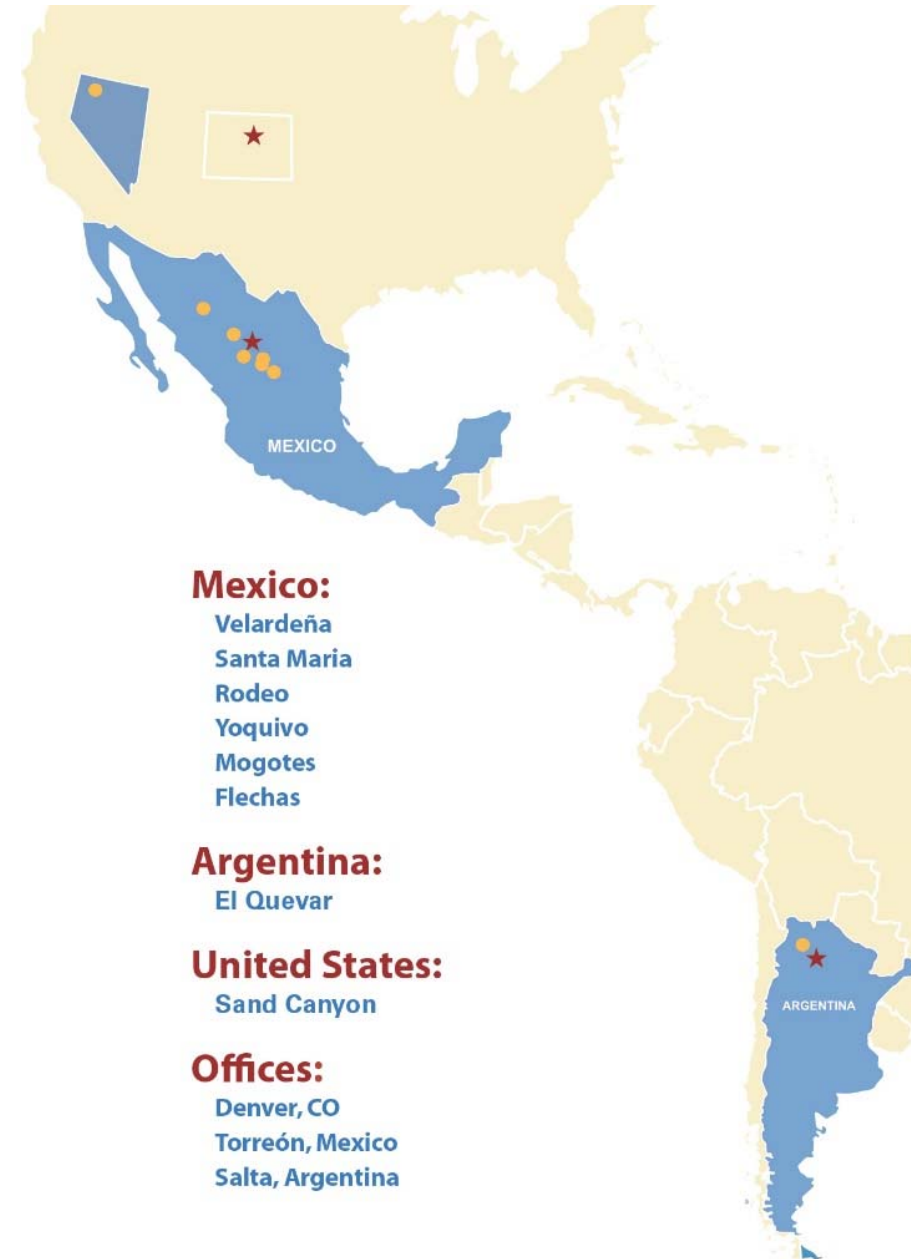 MEXICO
Mexico:
Velardeña
Santa Maria
Rodeo
Yoquivo
Mogotes
Flechas
Argentina:
El Quevar
United States:
Sand Canyon
Offices:
Denver, CO
Torreón, Mexico
Salta, Argentina
ARGENTINA